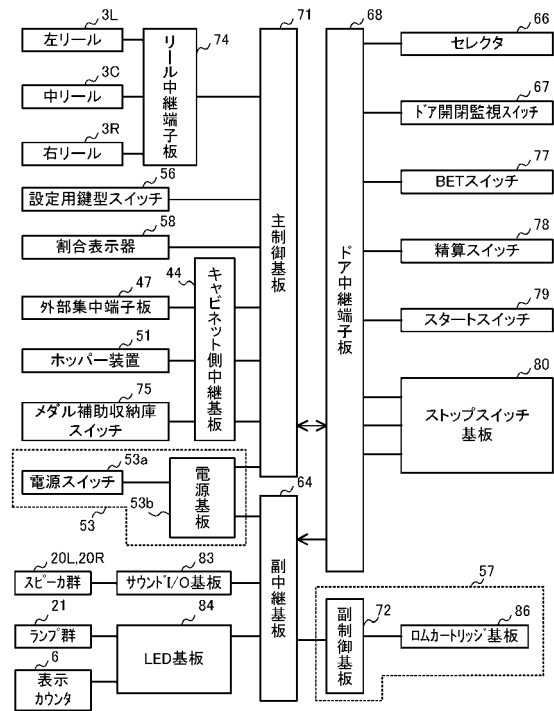 3L
左リール
3C
中リール
3R
右リール
74
リール中継端子板
56
設定用鍵型スイッチ
58
割合表示器
44
キャビネット側中継基板
47
外部集中端子板
51
ホッパー装置
75
メダル補助収納庫
スイッチ
53a
電源スイッチ
53b
電源基板
53
71
主制御基板
68
ドア中継端子板
66
セレクタ
67
ドア開閉監視スイッチ
77
BETスイッチ
78
精算スイッチ
79
スタートスイッチ
80
ストップスイッチ
基板
64
副中継基板
20L,20R
スピーカ群
83
サウンドI/O基板
21
ランプ群
84
LED基板
6
表示
カウンタ
57
72
副制御基板
86
ロムカートリッジ基板